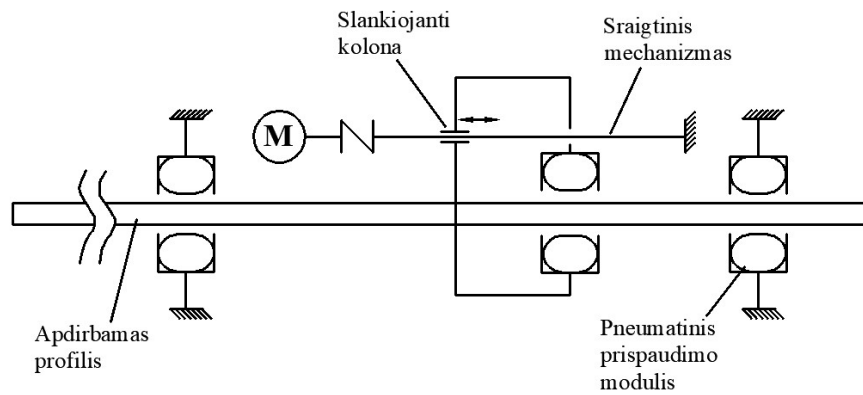 Slankiojanti
kolona
Sraigtinis
mechanizmas
M
Apdirbamas
profilis
Pneumatinis
prispaudimo
modulis